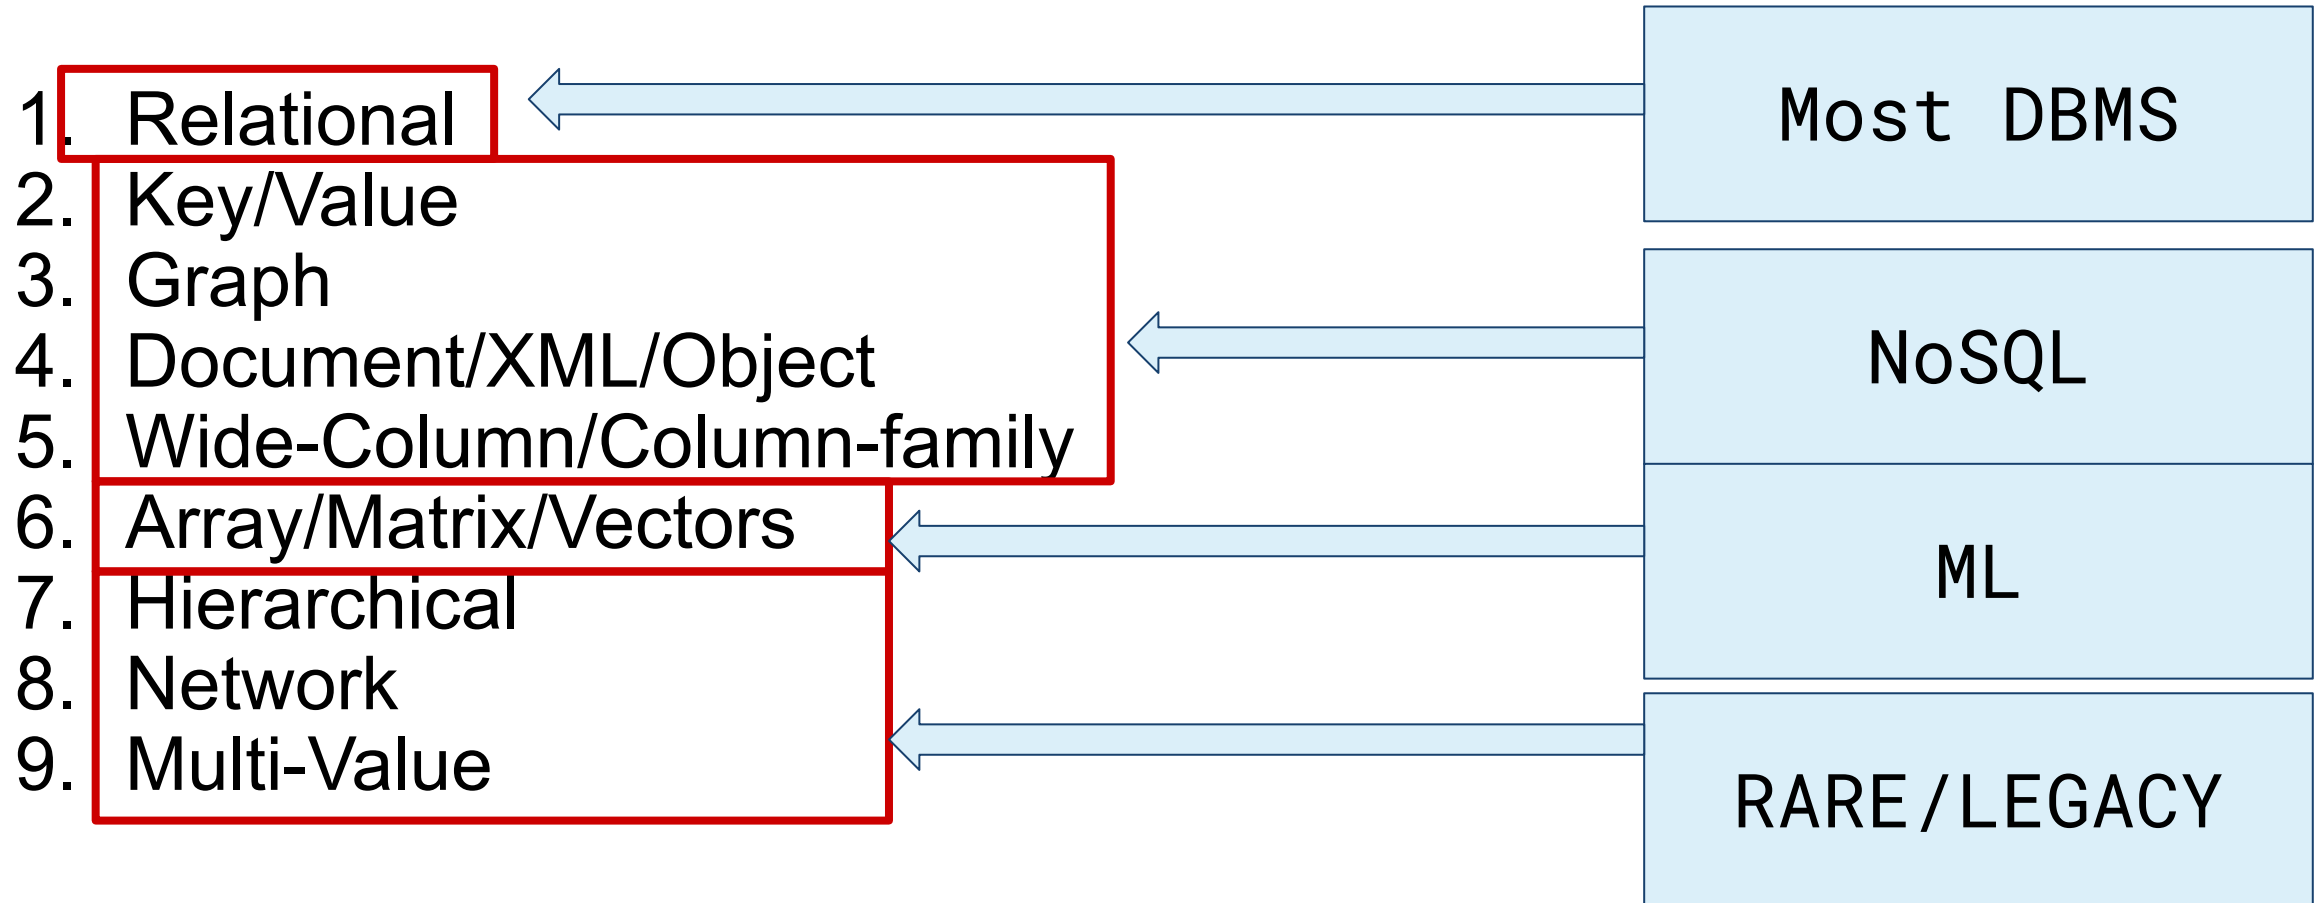 1. Relational
2. Key/Value
3. Graph
4. Document/XML/Object
5. Wide-Column/Column-family
6. Array/Matrix/Vectors
7. Hierarchical
8. Network
9. Multi-Value
Most DBMS
NoSQL
ML
RARE/LEGACY